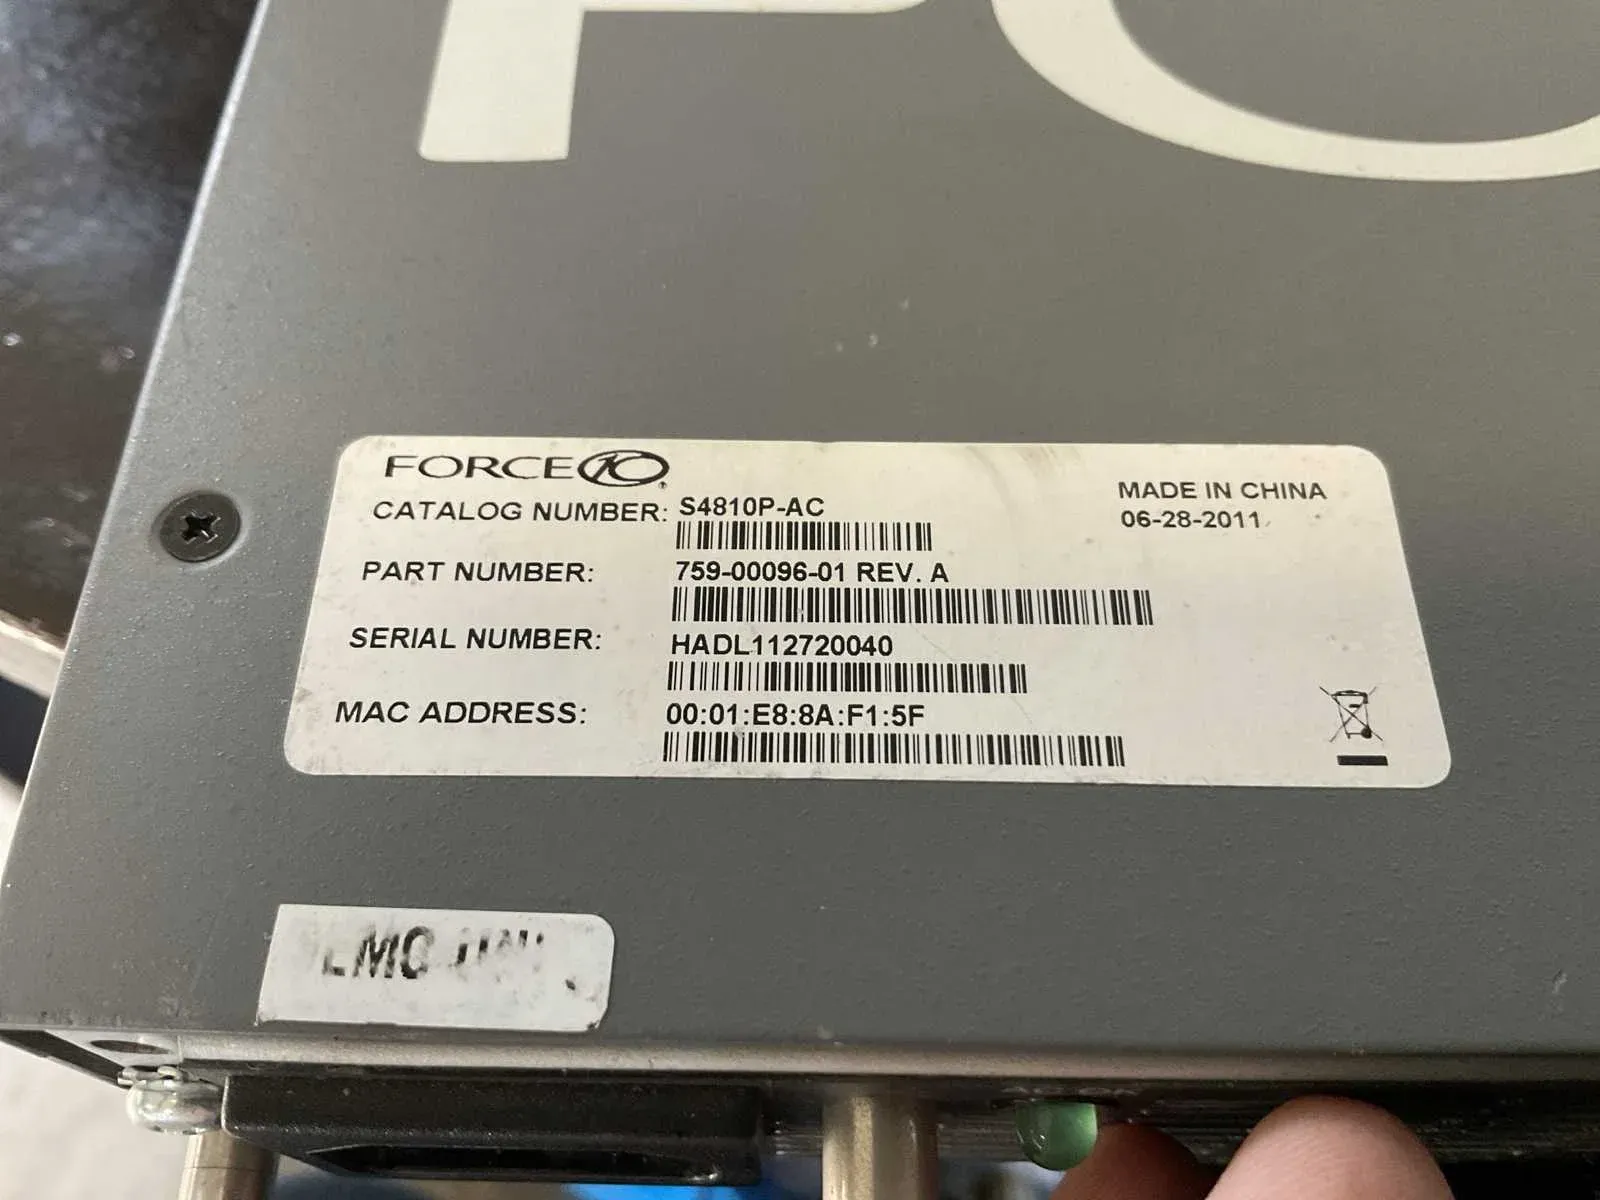 FORCE10
CATALOG NUMBER: S4810P-AC
MADE IN CHINA
06-28-2011
PART NUMBER: 759-00096-01 REV. A
SERIAL NUMBER: HADL112720040
MAC ADDRESS: 00:01:E8:8A:F1:5F